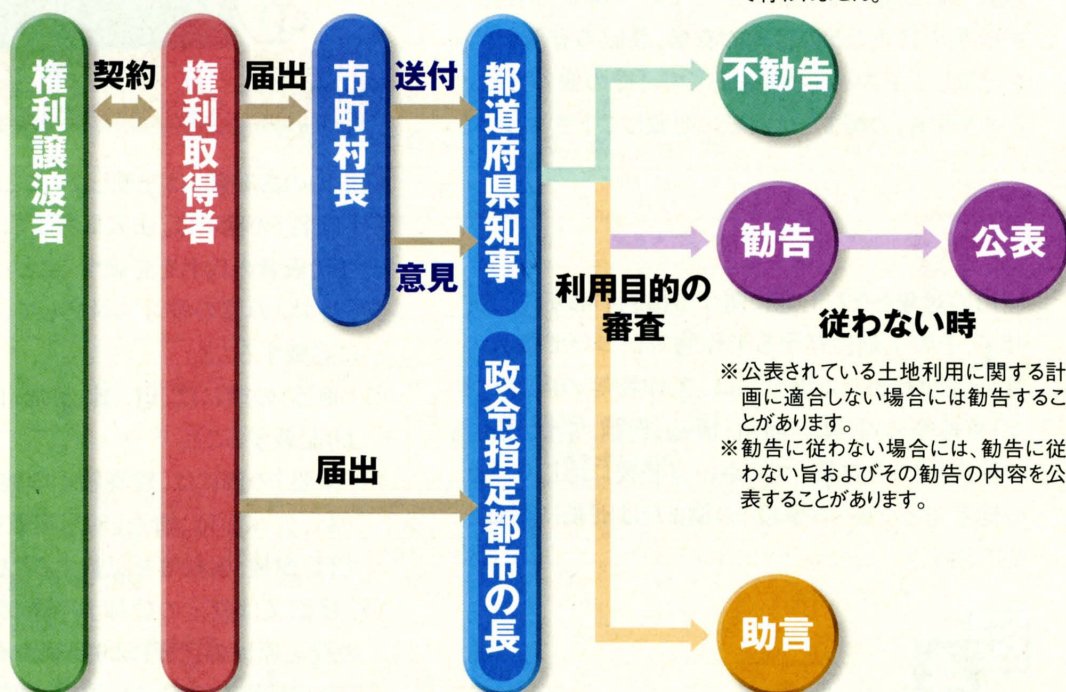 権利譲渡者
契約
権利取得者
届出
市町村長
送付
意見
都道府県知事
届出
政令指定都市の長
利用目的の
審査
不勧告
勧告
公表
従わない時
※公表されている土地利用に関する計
画に適合しない場合には勧告するこ
とがあります。
※勧告に従わない場合には、勧告に従
わない旨およびその勧告の内容を公
表することがあります。
助言